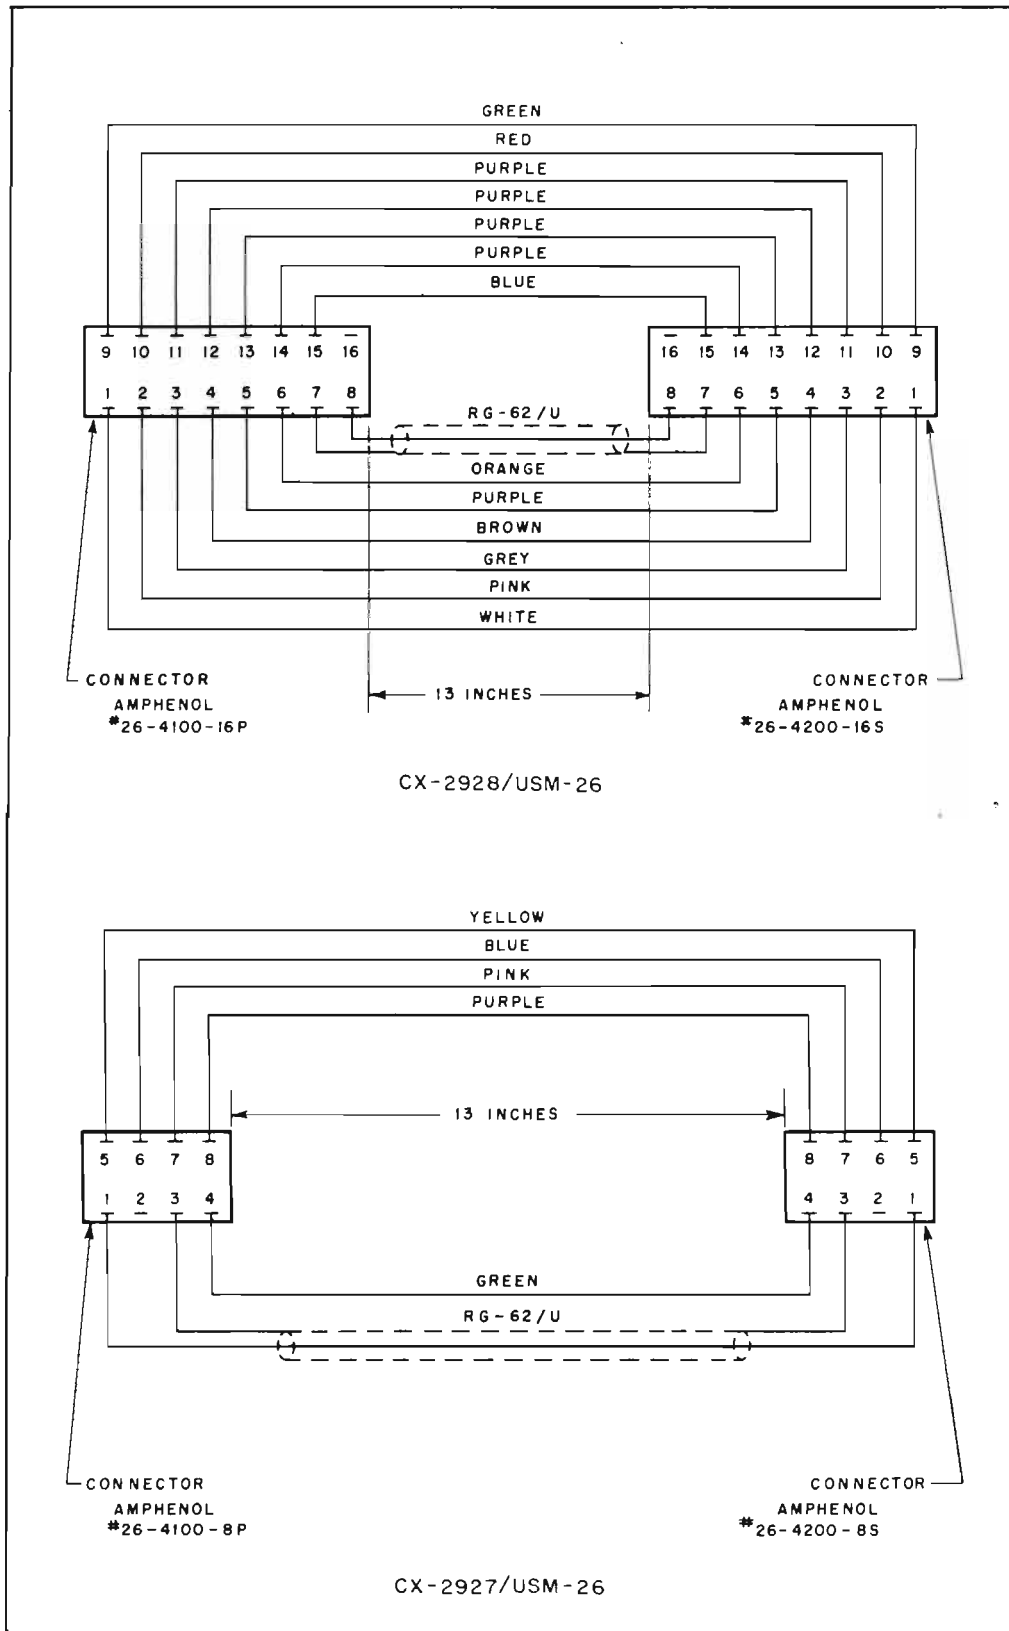 GREEN
RED
PURPLE
PURPLE
PURPLE
PURPLE
BLUE
9 10 11 12 13 14 15 16
1 2 3 4 5 6 7 8
16 15 14 13 12 11 10 9
8 7 6 5 4 3 2 1
RG-62/U
ORANGE
PURPLE
BROWN
GREY
PINK
WHITE
CONNECTOR
AMPHENOL
#26-4100-16P
13 INCHES
CONNECTOR
AMPHENOL
#26-4200-16S
CX-2928/USM-26
YELLOW
BLUE
PINK
PURPLE
13 INCHES
5 6 7 8
1 2 3 4
8 7 6 5
4 3 2 1
GREEN
RG-62/U
CONNECTOR
AMPHENOL
#26-4100-8P
CONNECTOR
AMPHENOL
#26-4200-8S
CX-2927/USM-26